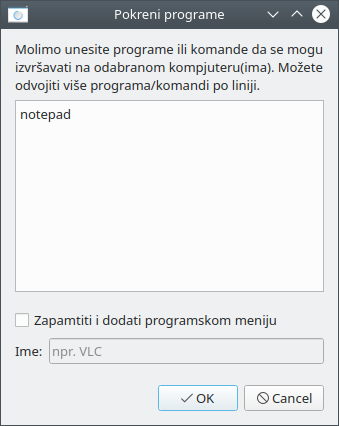 Pokreni programe
Molimo unesite programe ili komande da se mogu
izvršavati na odabranom kompjuteru(ima). Možete
odvojiti više programa/komandi po liniji.
notepad
Zapamtiti i dodati programskom meniju
Ime: npr. VLC
OK Cancel